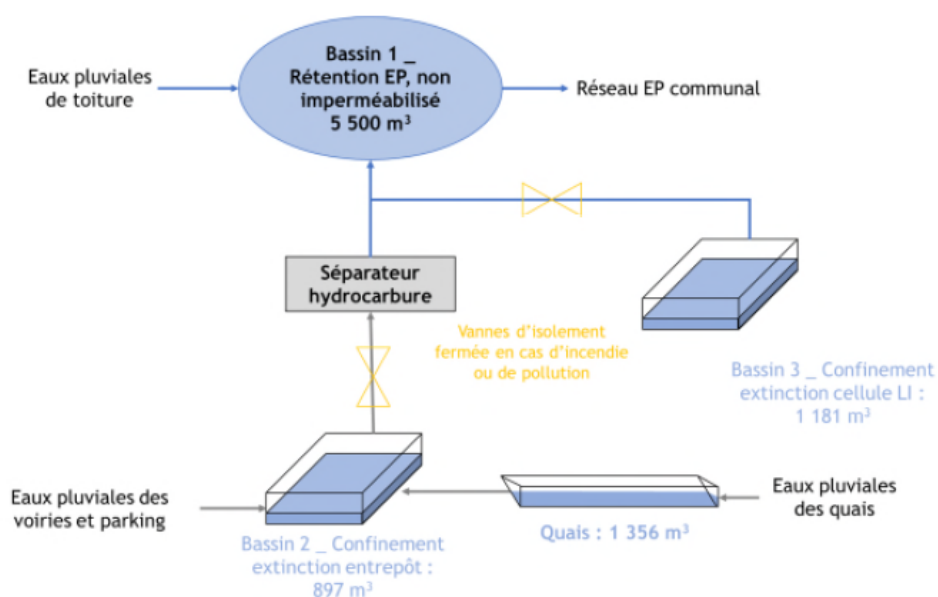 Bassin 1 _
Rétention EP, non
imperméabilisé
5 500 m³
Eaux pluviales
de toiture
Réseau EP communal
Séparateur
hydrocarbure
Vannes d'isolement
fermée en cas d'incendie
ou de pollution
Bassin 3 _ Confinement
extinction cellule LI :
1 181 m³
Eaux pluviales des
voiries et parking
Eaux pluviales
des quais
Quais : 1 356 m³
Bassin 2 _ Confinement
extinction entrepôt :
897 m³